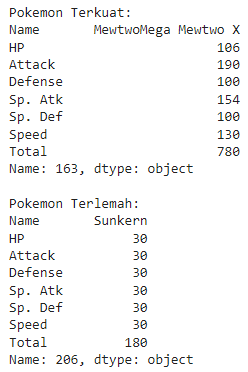 Pokemon Terkuat:
Name MewtwoMega Mewtwo X
HP 106
Attack 190
Defense 100
Sp. Atk 154
Sp. Def 100
Speed 130
Total 780
Name: 163, dtype: object

Pokemon Terlemah:
Name Sunkern
HP 30
Attack 30
Defense 30
Sp. Atk 30
Sp. Def 30
Speed 30
Total 180
Name: 206, dtype: object